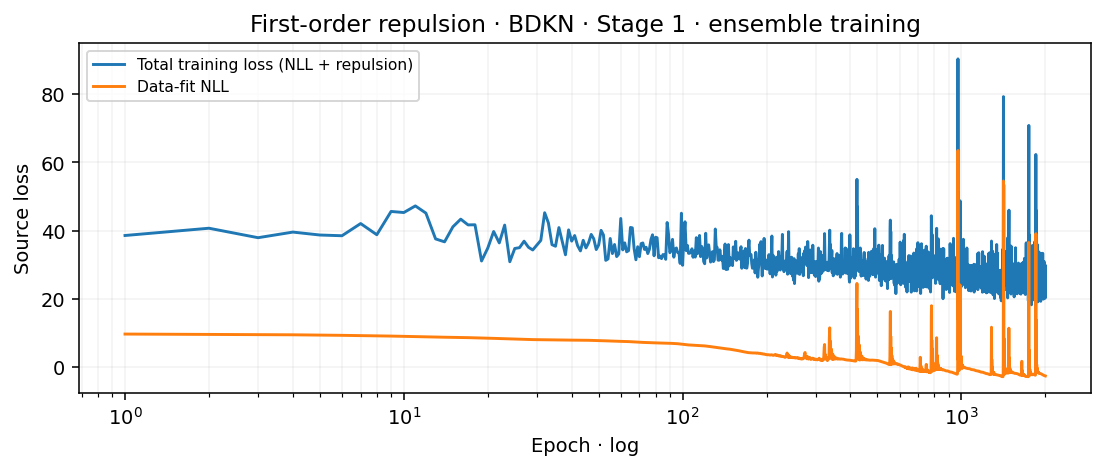 First-order repulsion · BDKN · Stage 1 · ensemble training
Total training loss (NLL + repulsion)
Data-fit NLL
Source loss
80
60
40
20
0
10⁰
10¹
10²
10³
Epoch · log